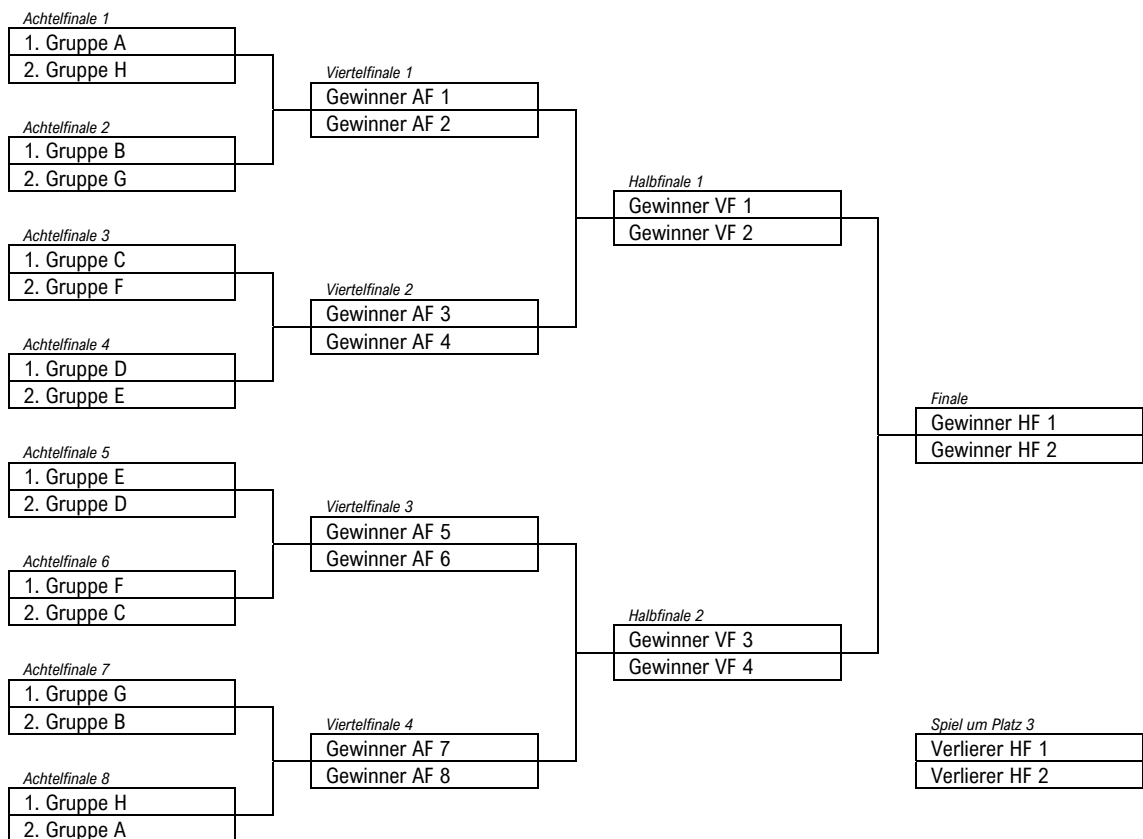 Achtelfinale 1
1. Gruppe A
2. Gruppe H
Achtelfinale 2
1. Gruppe B
2. Gruppe G
Achtelfinale 3
1. Gruppe C
2. Gruppe F
Achtelfinale 4
1. Gruppe D
2. Gruppe E
Achtelfinale 5
1. Gruppe E
2. Gruppe D
Achtelfinale 6
1. Gruppe F
2. Gruppe C
Achtelfinale 7
1. Gruppe G
2. Gruppe B
Achtelfinale 8
1. Gruppe H
2. Gruppe A
Viertelfinale 1
Gewinner AF 1
Gewinner AF 2
Viertelfinale 2
Gewinner AF 3
Gewinner AF 4
Viertelfinale 3
Gewinner AF 5
Gewinner AF 6
Viertelfinale 4
Gewinner AF 7
Gewinner AF 8
Halbfinale 1
Gewinner VF 1
Gewinner VF 2
Halbfinale 2
Gewinner VF 3
Gewinner VF 4
Finale
Gewinner HF 1
Gewinner HF 2
Spiel um Platz 3
Verlierer HF 1
Verlierer HF 2